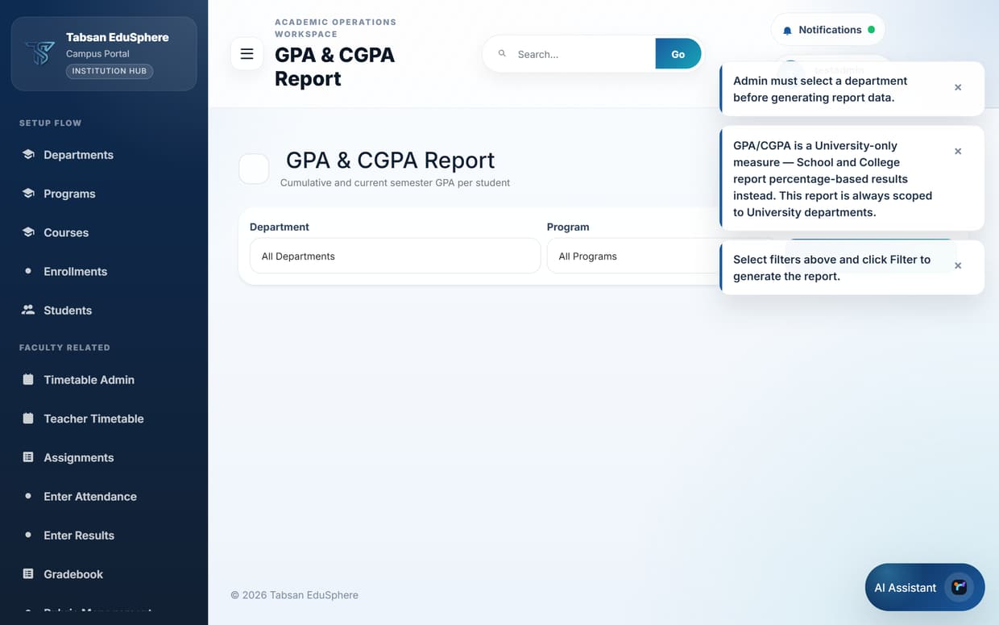 Tabsan EduSphere
Campus Portal
INSTITUTION HUB
SETUP FLOW
Departments
Programs
Courses
Enrollments
Students
FACULTY RELATED
Timetable Admin
Teacher Timetable
Assignments
Enter Attendance
Enter Results
Gradebook
ACADEMIC OPERATIONS
WORKSPACE
GPA & CGPA
Report
Search...
Go
Notifications
Admin must select a department
before generating report data.
GPA/CGPA is a University-only
measure — School and College
report percentage-based results
instead. This report is always scoped
to University departments.
Select filters above and click Filter to
generate the report.
GPA & CGPA Report
Cumulative and current semester GPA per student
Department
All Departments
Program
All Programs
© 2026 Tabsan EduSphere
AI Assistant